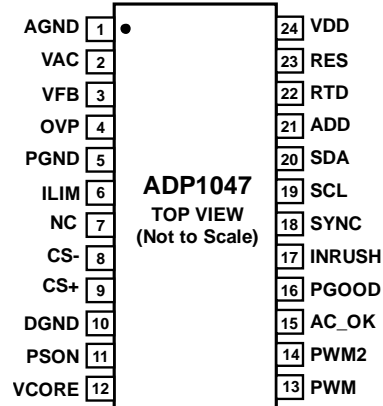 AGND 1 24 VDD
VAC 2 23 RES
VFB 3 22 RTD
OVP 4 21 ADD
PGND 5 20 SDA
ILIM 6 19 SCL
NC 7 18 SYNC
CS- 8 17 INRUSH
CS+ 9 16 PGOOD
DGND 10 15 AC_OK
PSON 11 14 PWM2
VCORE 12 13 PWM
ADP1047
TOP VIEW
(Not to Scale)